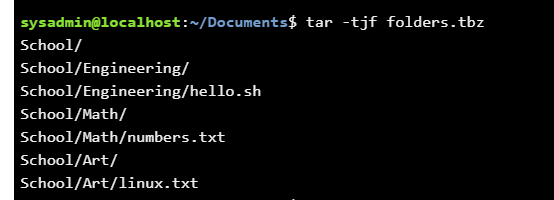 sysadmin@localhost:~/Documents$ tar -tjf folders.tbz
School/
School/Engineering/
School/Engineering/hello.sh
School/Math/
School/Math/numbers.txt
School/Art/
School/Art/linux.txt